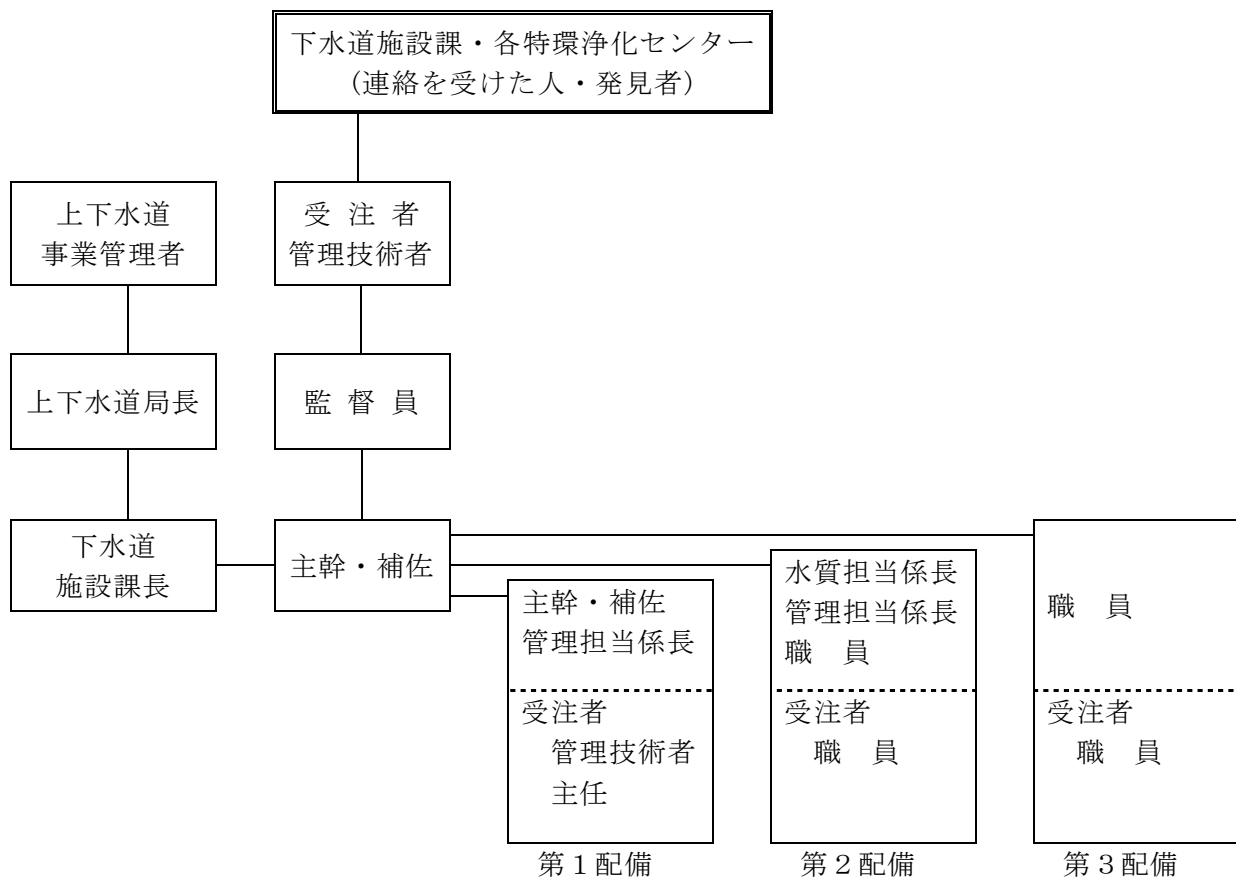 下水道施設課・各特環浄化センター
(連絡を受けた人・発見者)
上下水道
事業管理者
受 注 者
管理技術者
上下水道局長
監 督 員
下水道
施設課長
主幹・補佐
主幹・補佐
管理担当係長
受注者
管理技術者
主任
第1配備
水質担当係長
管理担当係長
職 員
受注者
職 員
第2配備
職 員
受注者
職 員
第3配備